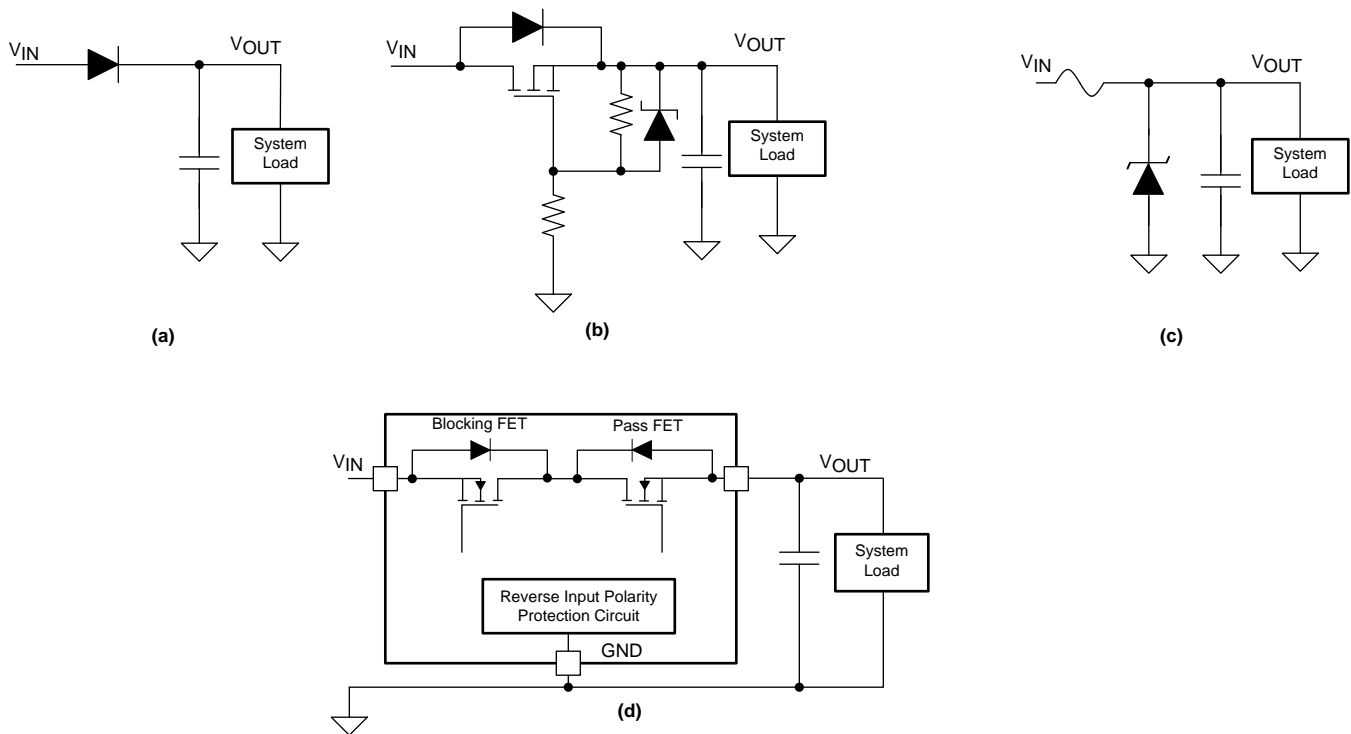 VIN
VOUT
System
Load
(a)
VIN
VOUT
System
Load
(b)
VIN
VOUT
System
Load
(c)
Blocking FET
Pass FET
VIN
VOUT
System
Load
Reverse Input Polarity
Protection Circuit
GND
(d)